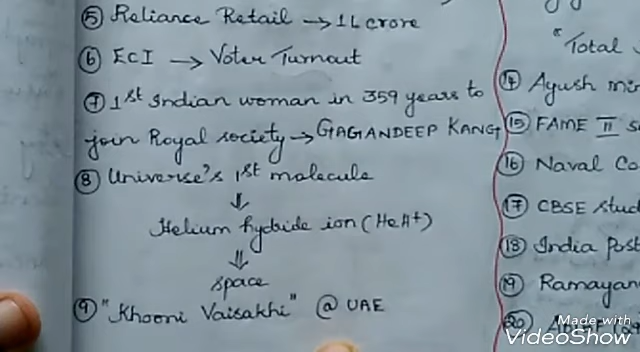 ⑤ Reliance Retail → 1L crore
⑥ ECI → Voter Turnout
⑦ 1st Indian woman in 359 years to
join Royal society → GAGANDEEP KANG
⑧ Universe's 1st molecule
⇓
Helium hydride ion (HeH+)
⇓
space
⑨ "Khooni Vaisakhi" @ UAE
"Total
⑭ Ayush
⑮ FAME II
⑯ Naval
⑰ CBSE
⑱ India Post
⑲ Ramayan
⑳
Made with
VideoShow